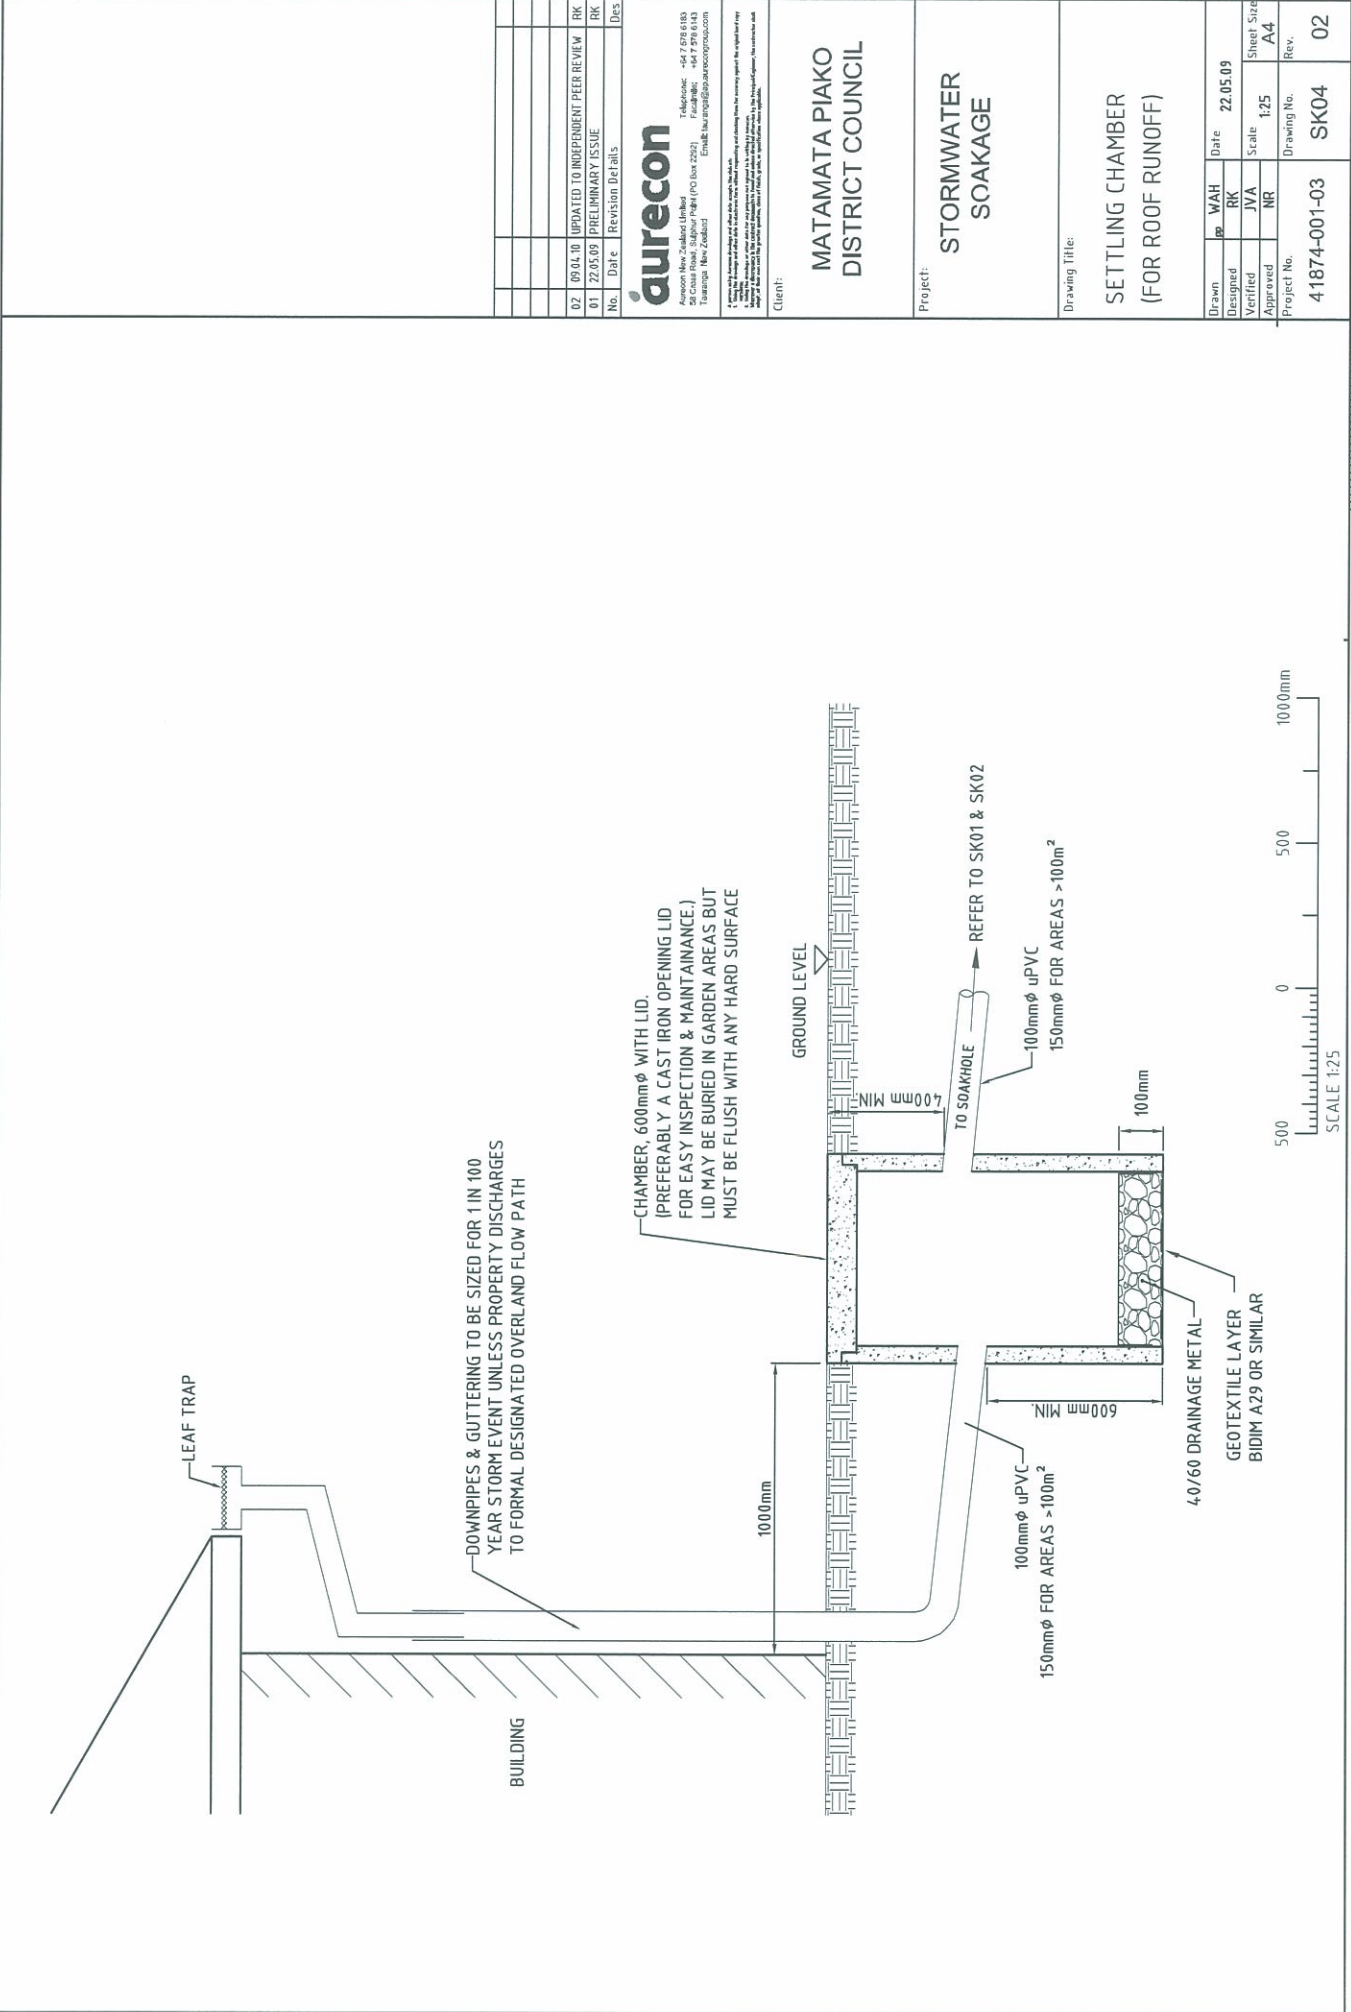 LEAF TRAP
DOWNPIPES & GUTTERING TO BE SIZED FOR 1 IN 100
YEAR STORM EVENT UNLESS PROPERTY DISCHARGES
TO FORMAL DESIGNATED OVERLAND FLOW PATH
BUILDING
CHAMBER, 600mmø WITH LID.
(PREFERABLY A CAST IRON OPENING LID
FOR EASY INSPECTION & MAINTAINANCE.)
LID MAY BE BURIED IN GARDEN AREAS BUT
MUST BE FLUSH WITH ANY HARD SURFACE
1000mm
GROUND LEVEL
400mm MIN.
TO SOAKHOLE
REFER TO SK01 & SK02
100mmø uPVC
150mmø FOR AREAS >100m²
100mmø uPVC
150mmø FOR AREAS >100m²
600mm MIN.
100mm
40/60 DRAINAGE METAL
GEOTEXTILE LAYER
BIDIM A29 OR SIMILAR
500 0 500 1000mm
SCALE 1:25
02 09.04.10 UPDATED TO INDEPENDENT PEER REVIEW RK
01 22.05.09 PRELIMINARY ISSUE RK
No. Date Revision Details Des
aurecon
Aurecon New Zealand Limited
58 Cross Road, Sulphur Point (PO Box 2292)
Tauranga New Zealand
Telephone: +64 7 578 6183
Facsimile: +64 7 578 6143
Email: tauranga@ap.aurecongroup.com
Client:
MATAMATA PIAKO
DISTRICT COUNCIL
Project:
STORMWATER
SOAKAGE
Drawing Title:
SETTLING CHAMBER
(FOR ROOF RUNOFF)
Drawn pp WAH
Designed RK
Verified JVA
Approved NR
Date 22.05.09
Scale 1:25
Sheet Size A4
Project No. 41874-001-03
Drawing No. SK04
Rev. 02